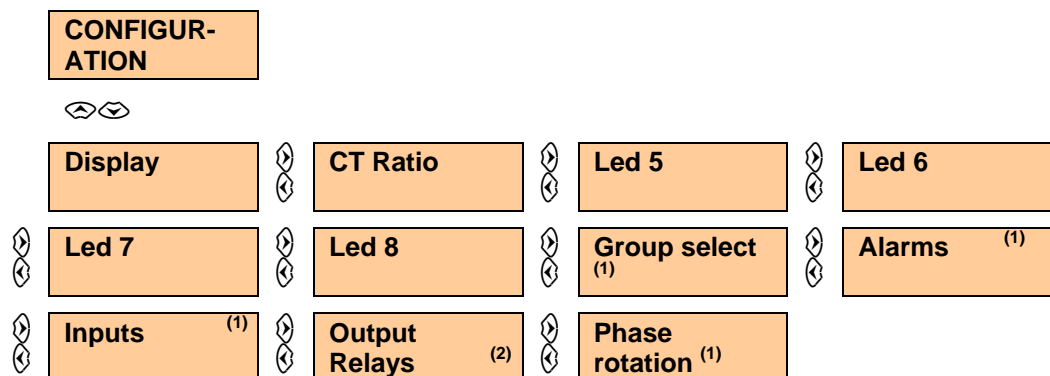 CONFIGUR-
ATION
Display
CT Ratio
Led 5
Led 6
Led 7
Led 8
Group select
(1)
Alarms (1)
Inputs (1)
Output
Relays (2)
Phase
rotation (1)